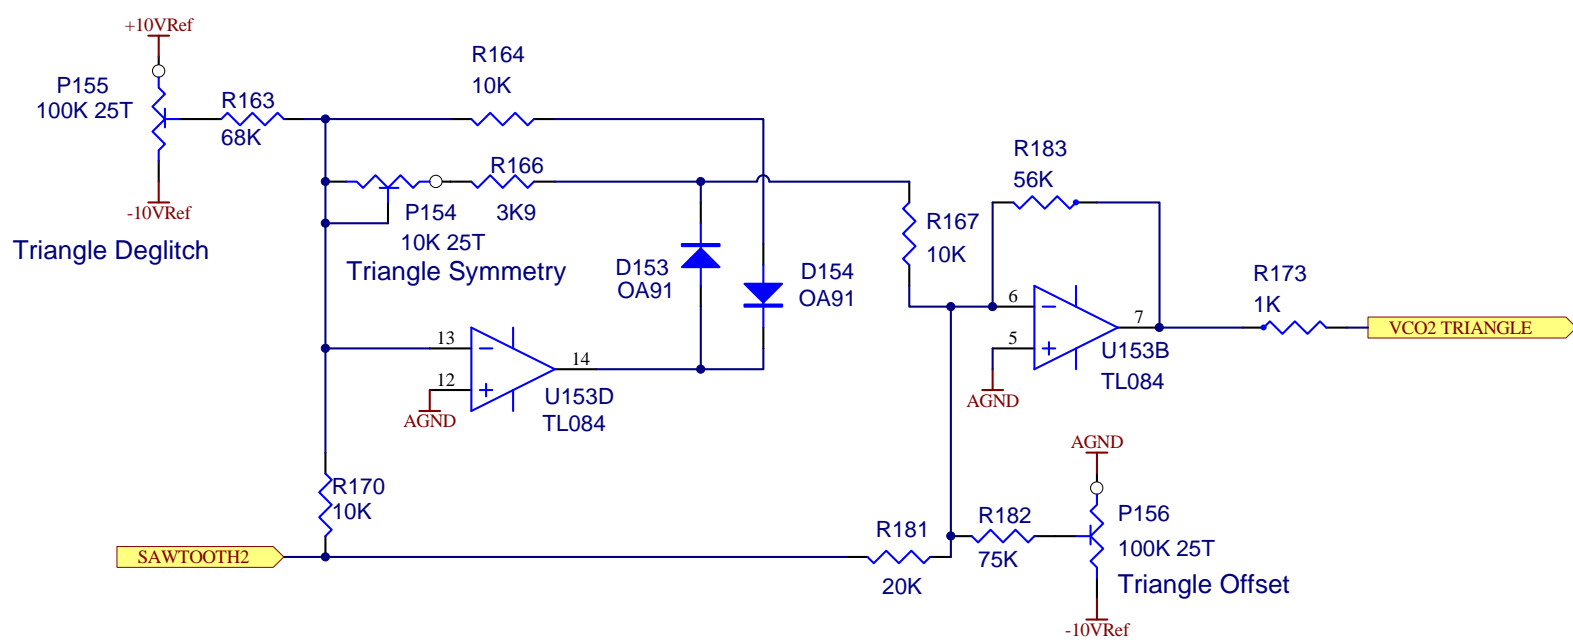 +10VRef
P155
100K 25T
R163
68K
-10VRef
Triangle Deglitch
R164
10K
R166
3K9
P154
10K 25T
Triangle Symmetry
D153
OA91
D154
OA91
R167
10K
R183
56K
6
5
7
U153B
TL084
AGND
R173
1K
VCO2 TRIANGLE
13
12
14
U153D
TL084
AGND
R170
10K
SAWTOOTH2
R181
20K
R182
75K
AGND
P156
100K 25T
Triangle Offset
-10VRef